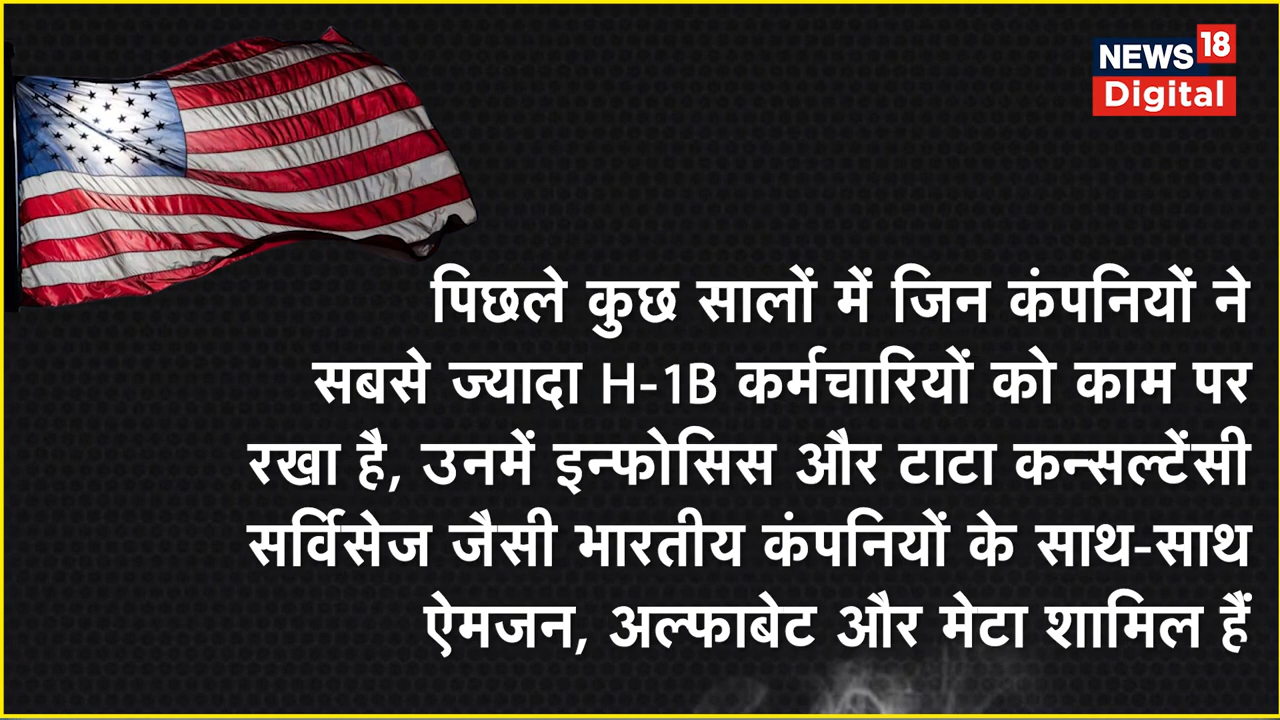 NEWS 18
Digital
पिछले कुछ सालों में जिन कंपनियों ने
सबसे ज्यादा H-1B कर्मचारियों को काम पर
रखा है, उनमें इन्फोसिस और टाटा कन्सल्टेंसी
सर्विसेज जैसी भारतीय कंपनियों के साथ-साथ
ऐमजन, अल्फाबेट और मेटा शामिल हैं